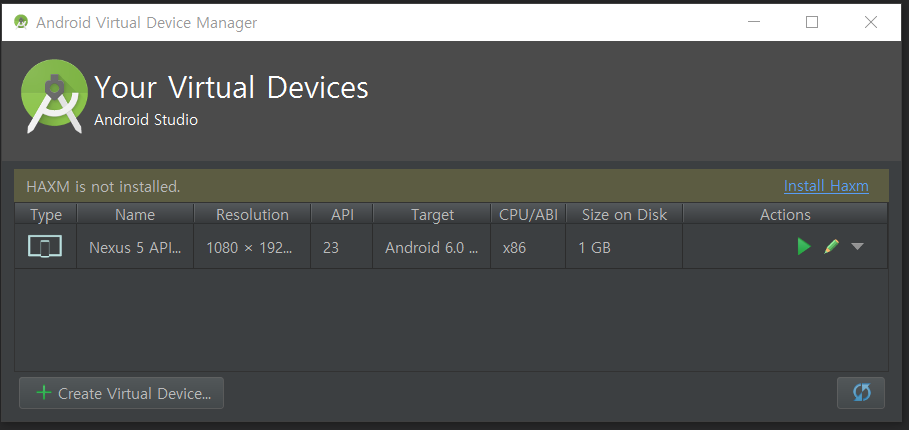 Android Virtual Device Manager
Your Virtual Devices
Android Studio
HAXM is not installed. Install Haxm
Type Name Resolution API Target CPU/ABI Size on Disk Actions
Nexus 5 API... 1080 × 192... 23 Android 6.0 ... x86 1 GB
Create Virtual Device...